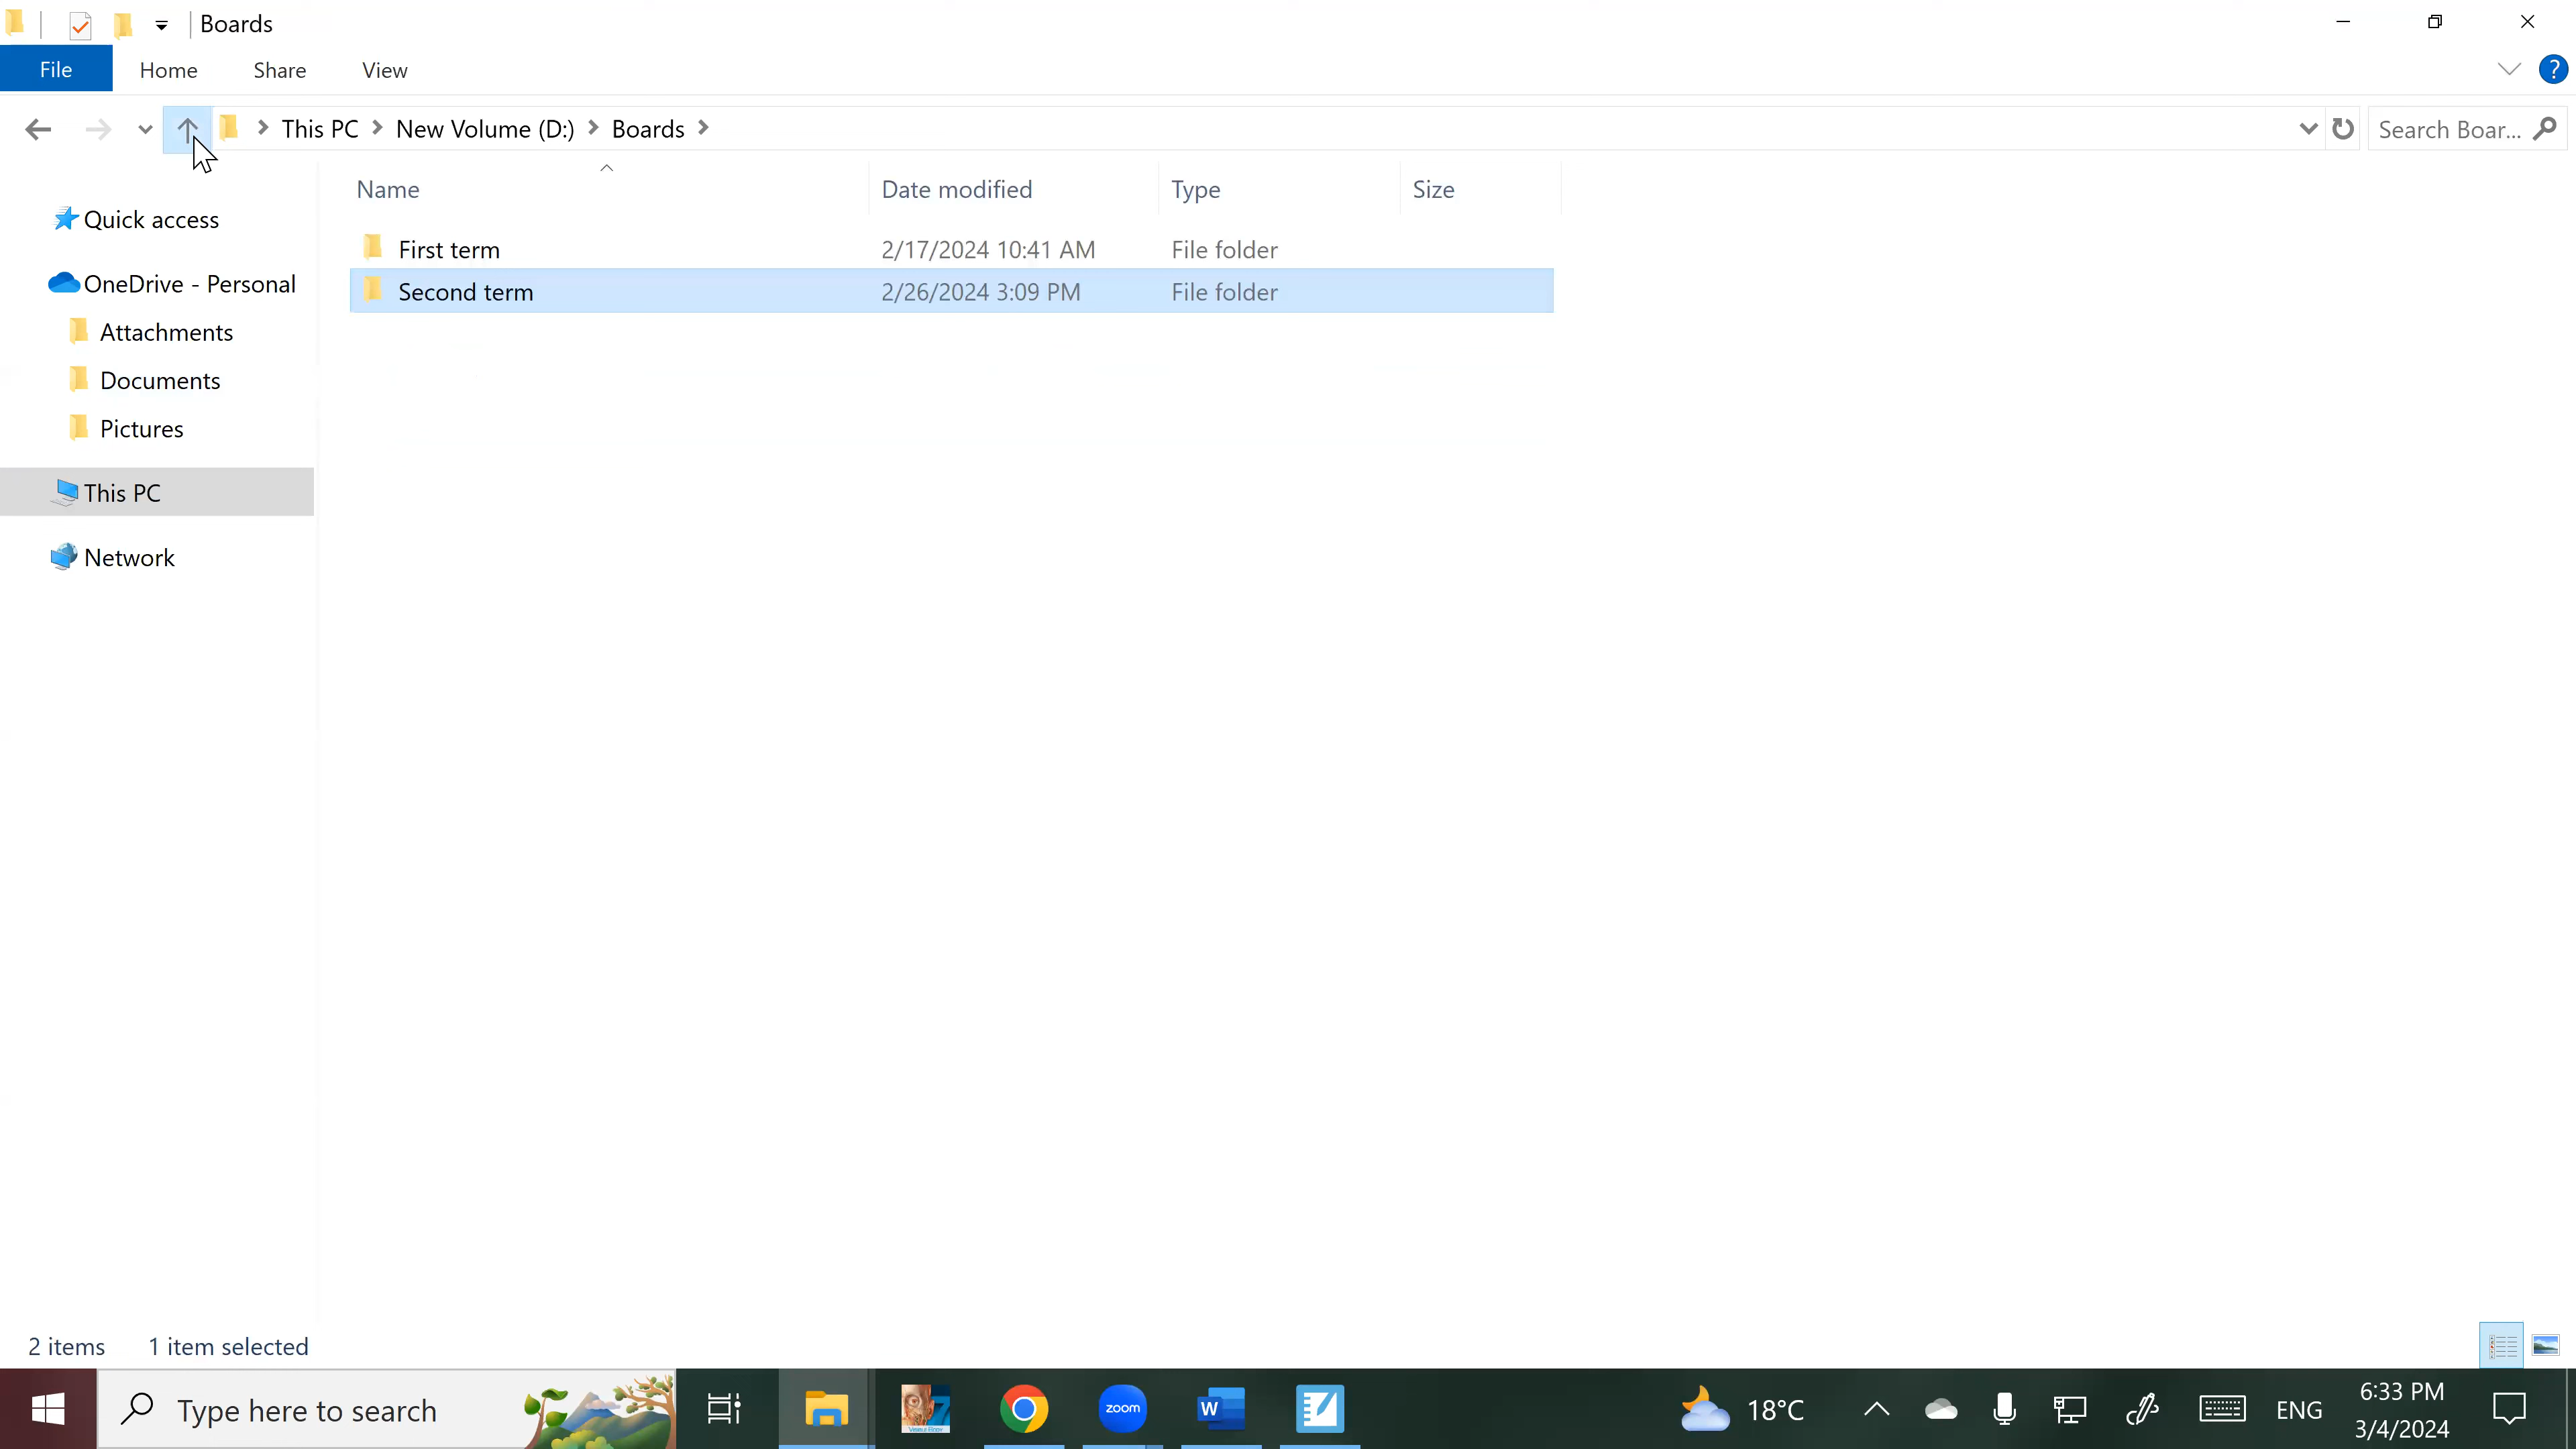 Boards
File Home Share View
This PC New Volume (D:) Boards Search Boar...
Name Date modified Type Size
Quick access
OneDrive - Personal
Attachments
Documents
Pictures
This PC
Network
First term 2/17/2024 10:41 AM File folder
Second term 2/26/2024 3:09 PM File folder
2 items 1 item selected
Type here to search zoom W 18°C ENG 6:33 PM
3/4/2024